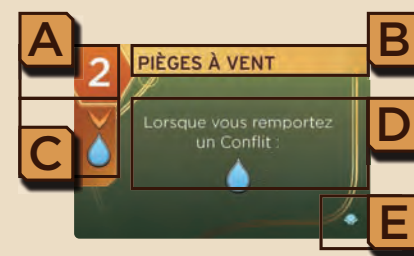 A
B
2
PIÈGES À VENT
C
Lorsque vous remportez
un Conflit :
D
E